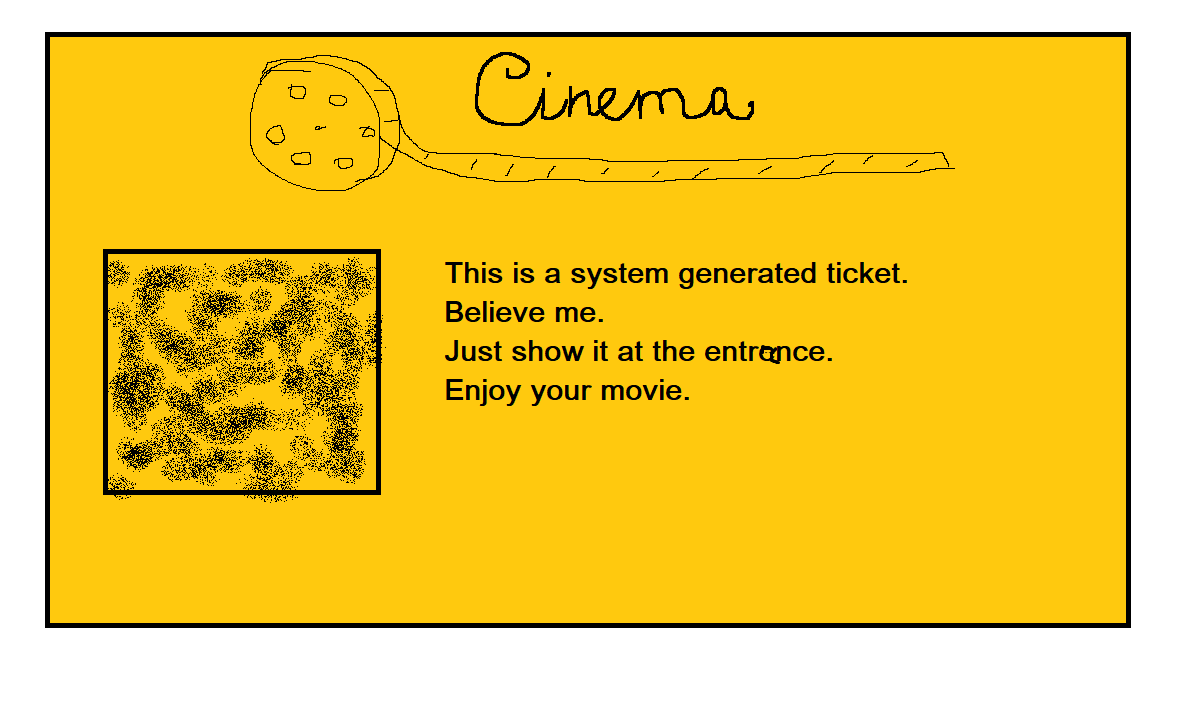 Cinema
This is a system generated ticket.
Believe me.
Just show it at the entrance.
Enjoy your movie.